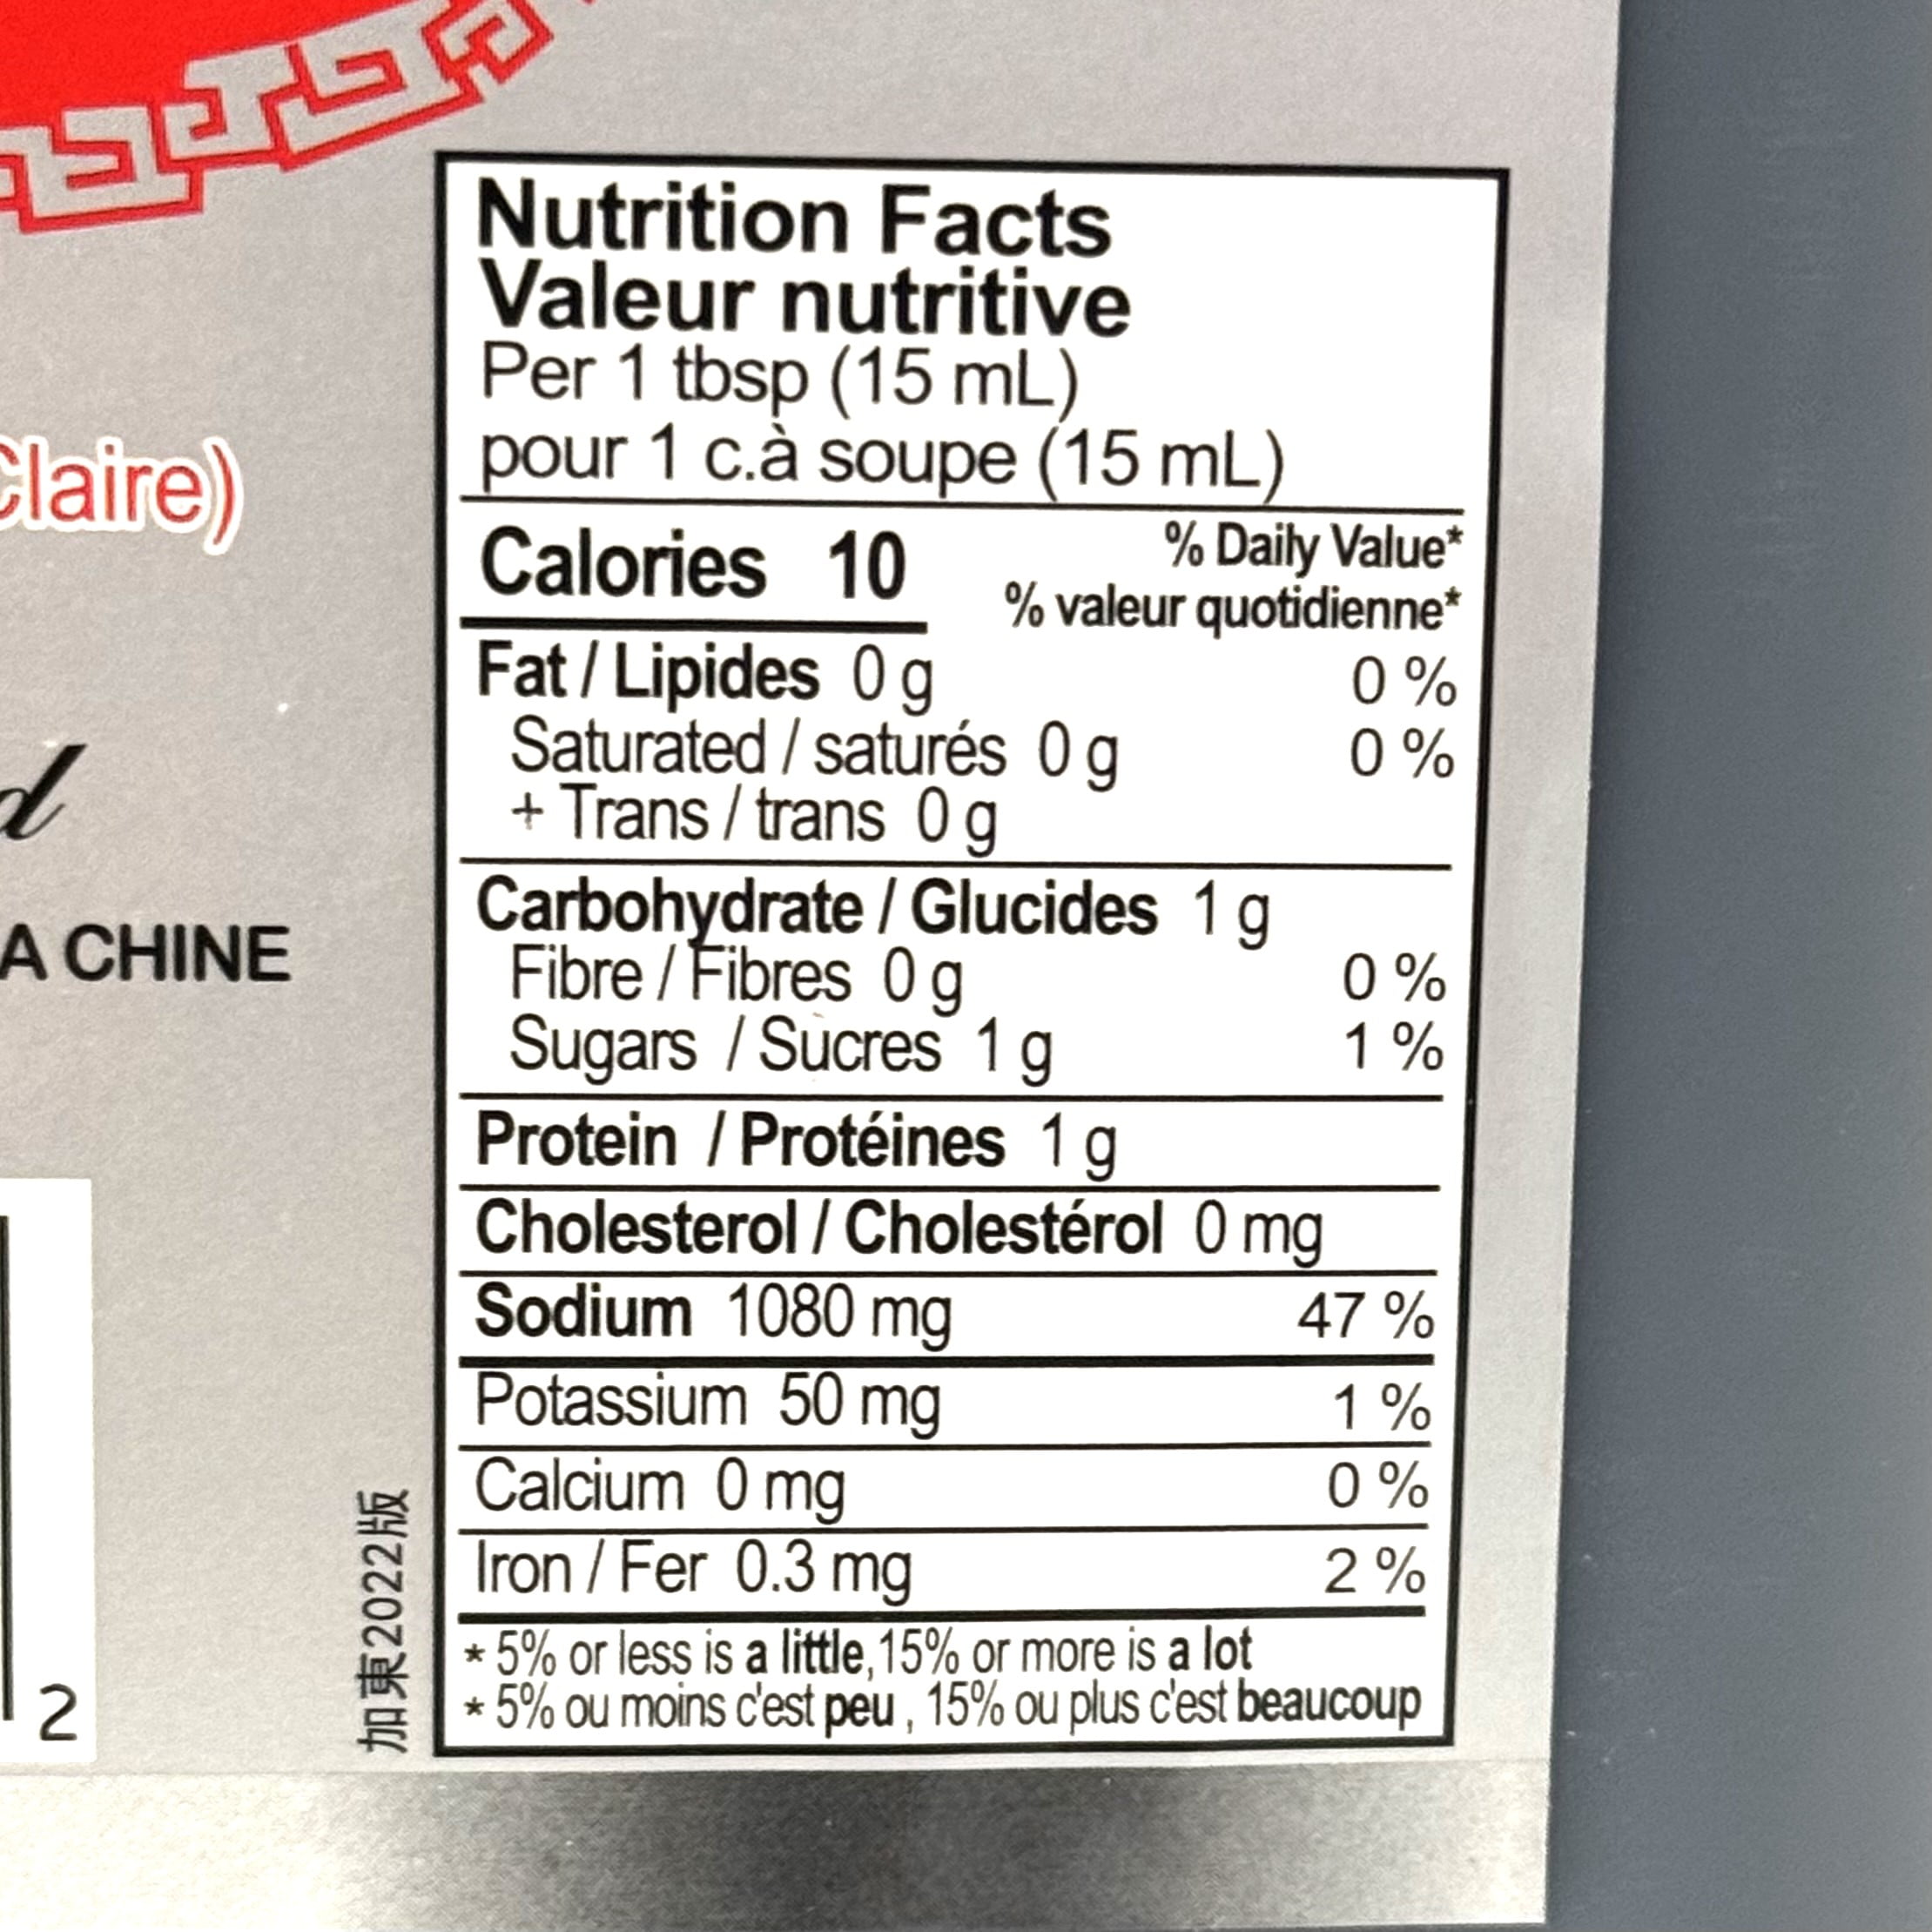 Claire)
d
A CHINE
2
加東2022版
Nutrition Facts
Valeur nutritive
Per 1 tbsp (15 mL)
pour 1 c.à soupe (15 mL)
Calories 10
% Daily Value*
% valeur quotidienne*
Fat / Lipides 0 g 0 %
Saturated / saturés 0 g 0 %
+ Trans / trans 0 g
Carbohydrate / Glucides 1 g
Fibre / Fibres 0 g 0 %
Sugars / Sucres 1 g 1 %
Protein / Protéines 1 g
Cholesterol / Cholestérol 0 mg
Sodium 1080 mg 47 %
Potassium 50 mg 1 %
Calcium 0 mg 0 %
Iron / Fer 0.3 mg 2 %
* 5% or less is a little, 15% or more is a lot
* 5% ou moins c'est peu , 15% ou plus c'est beaucoup